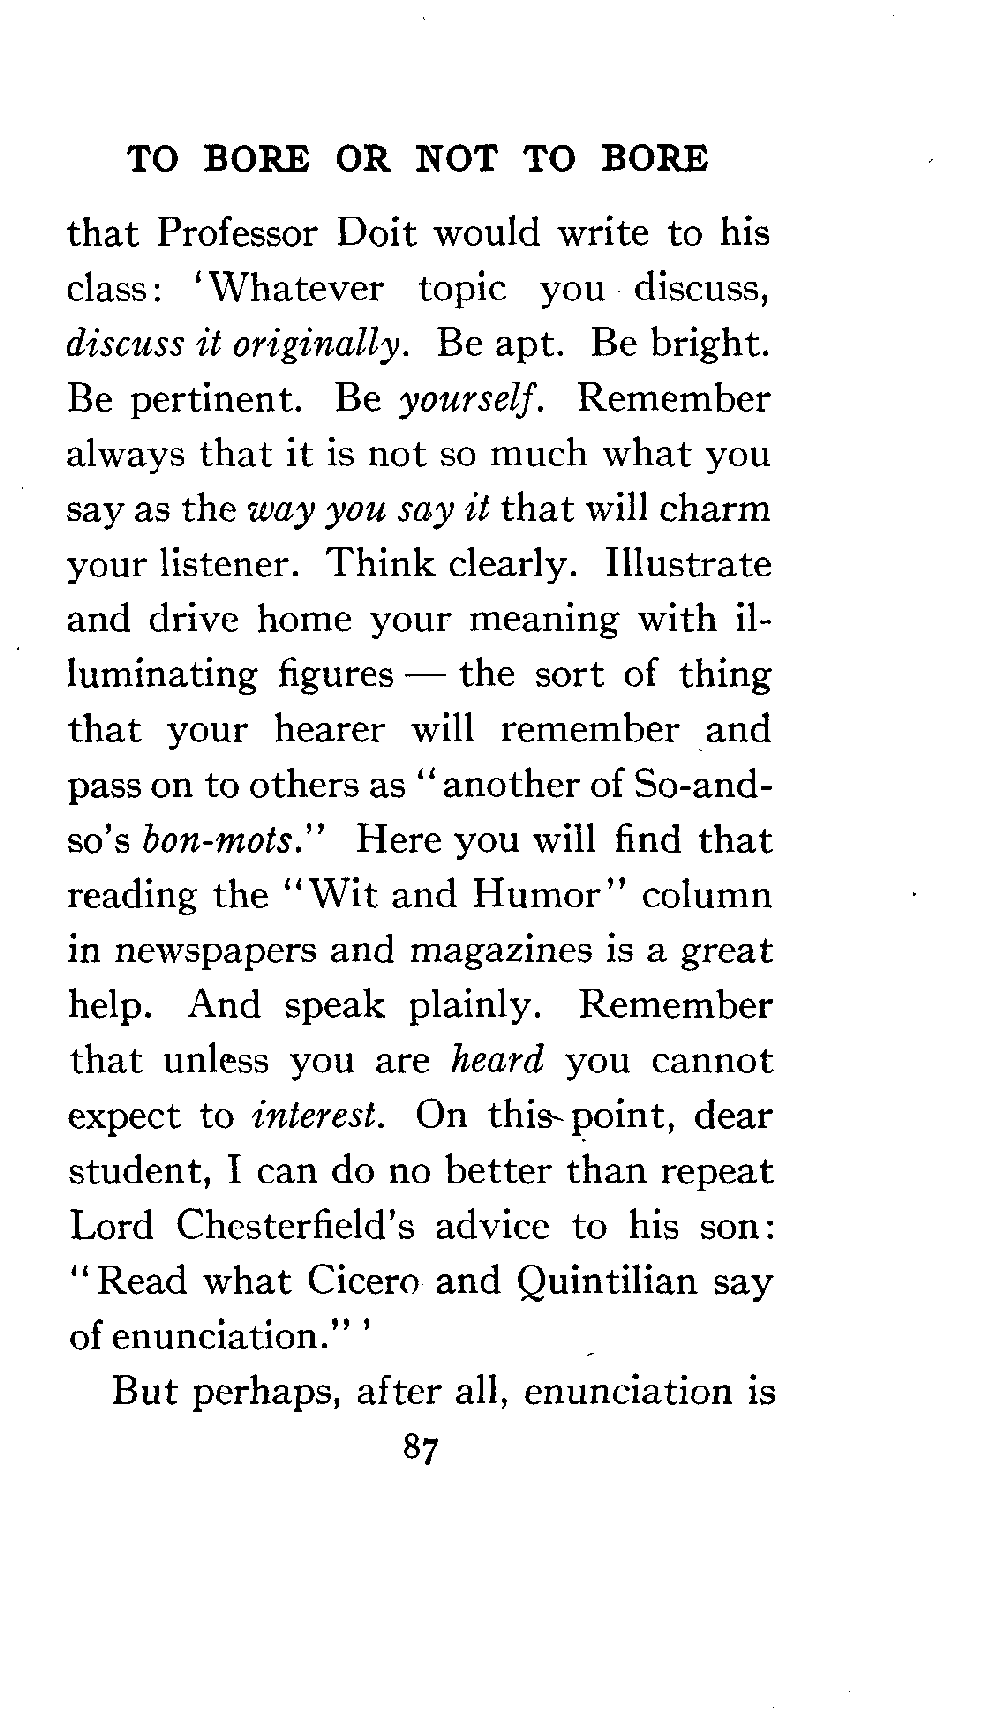 TO BORE OR NOT TO BORE
that Professor Doit would write to his
class: 'Whatever topic you discuss,
discuss it originally. Be apt. Be bright.
Be pertinent. Be yourself. Remember
always that it is not so much what you
say as the way you say it that will charm
your listener. Think clearly. Illustrate
and drive home your meaning with il-
luminating figures — the sort of thing
that your hearer will remember and
pass on to others as "another of So-and-
so's bon-mots." Here you will find that
reading the "Wit and Humor" column
in newspapers and magazines is a great
help. And speak plainly. Remember
that unless you are heard you cannot
expect to interest. On this point, dear
student, I can do no better than repeat
Lord Chesterfield's advice to his son:
"Read what Cicero and Quintilian say
of enunciation." '
But perhaps, after all, enunciation is
87